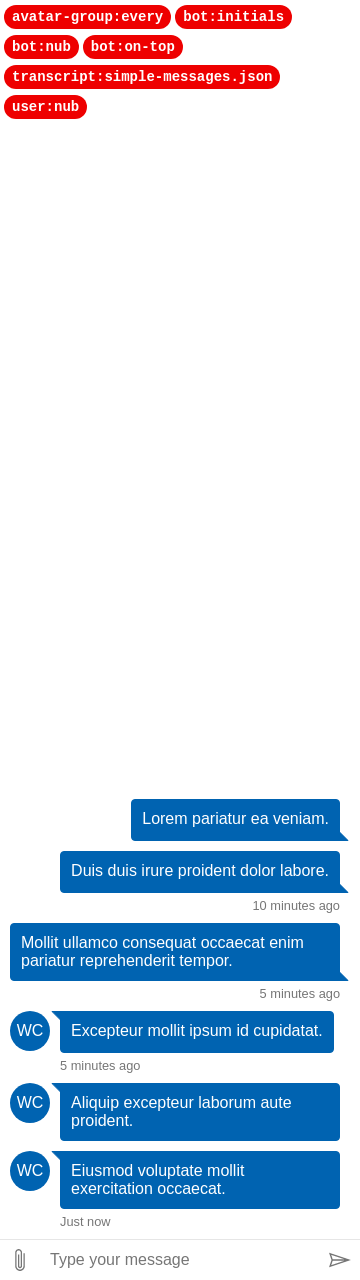 avatar-group:every bot:initials
bot:nub bot:on-top
transcript:simple-messages.json
user:nub
Lorem pariatur ea veniam.
Duis duis irure proident dolor labore.
10 minutes ago
Mollit ullamco consequat occaecat enim
pariatur reprehenderit tempor.
5 minutes ago
WC Excepteur mollit ipsum id cupidatat.
5 minutes ago
WC Aliquip excepteur laborum aute
proident.
WC Eiusmod voluptate mollit
exercitation occaecat.
Just now
Type your message